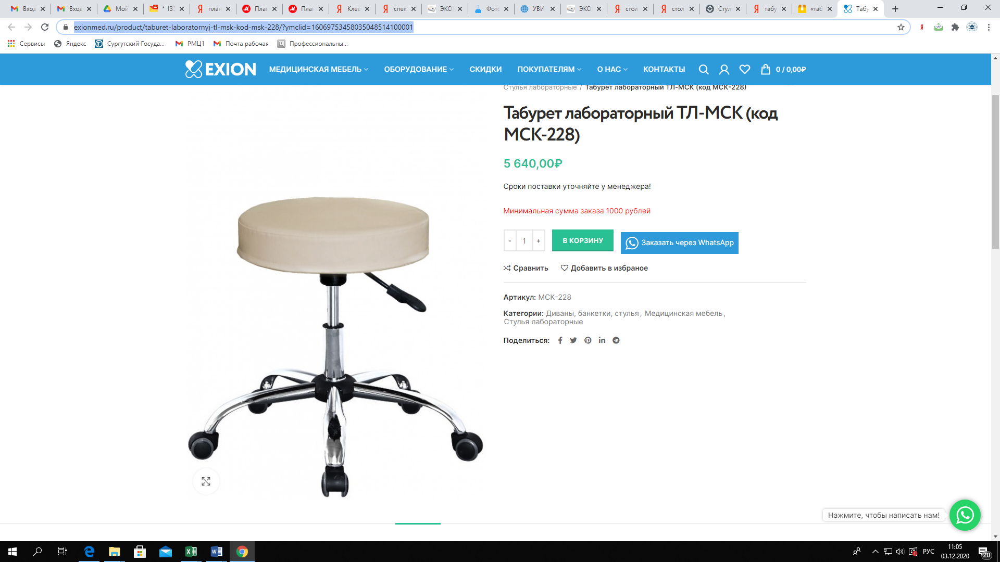 Вход
Вход
Мой
* 135
план
План
План
Клее
спек
ЭКО
Фото
УВИ
ЭКО
стол
стол
Стул
табу
«таб
Табу
exionmed.ru/product/taburet-laboratornyj-tl-msk-kod-msk-228/?ymclid=16069753458035048514100001
Сервисы
Яндекс
Сургутский Госуда...
РМЦ1
Почта рабочая
Профессиональны...
EXION
МЕДИЦИНСКАЯ МЕБЕЛЬ
ОБОРУДОВАНИЕ
СКИДКИ
ПОКУПАТЕЛЯМ
О НАС
КОНТАКТЫ
0 / 0,00₽
Стулья лабораторные / Табурет лабораторный ТЛ-МСК (код МСК-228)
Табурет лабораторный ТЛ-МСК (код
МСК-228)
5 640,00₽
Сроки поставки уточняйте у менеджера!
Минимальная сумма заказа 1000 рублей
- 1 +
В КОРЗИНУ
Заказать через WhatsApp
Сравнить
Добавить в избраное
Артикул: МСК-228
Категории: Диваны, банкетки, стулья, Медицинская мебель,
Стулья лабораторные
Поделиться:
Нажмите, чтобы написать нам!
РУС
11:05
03.12.2020
20